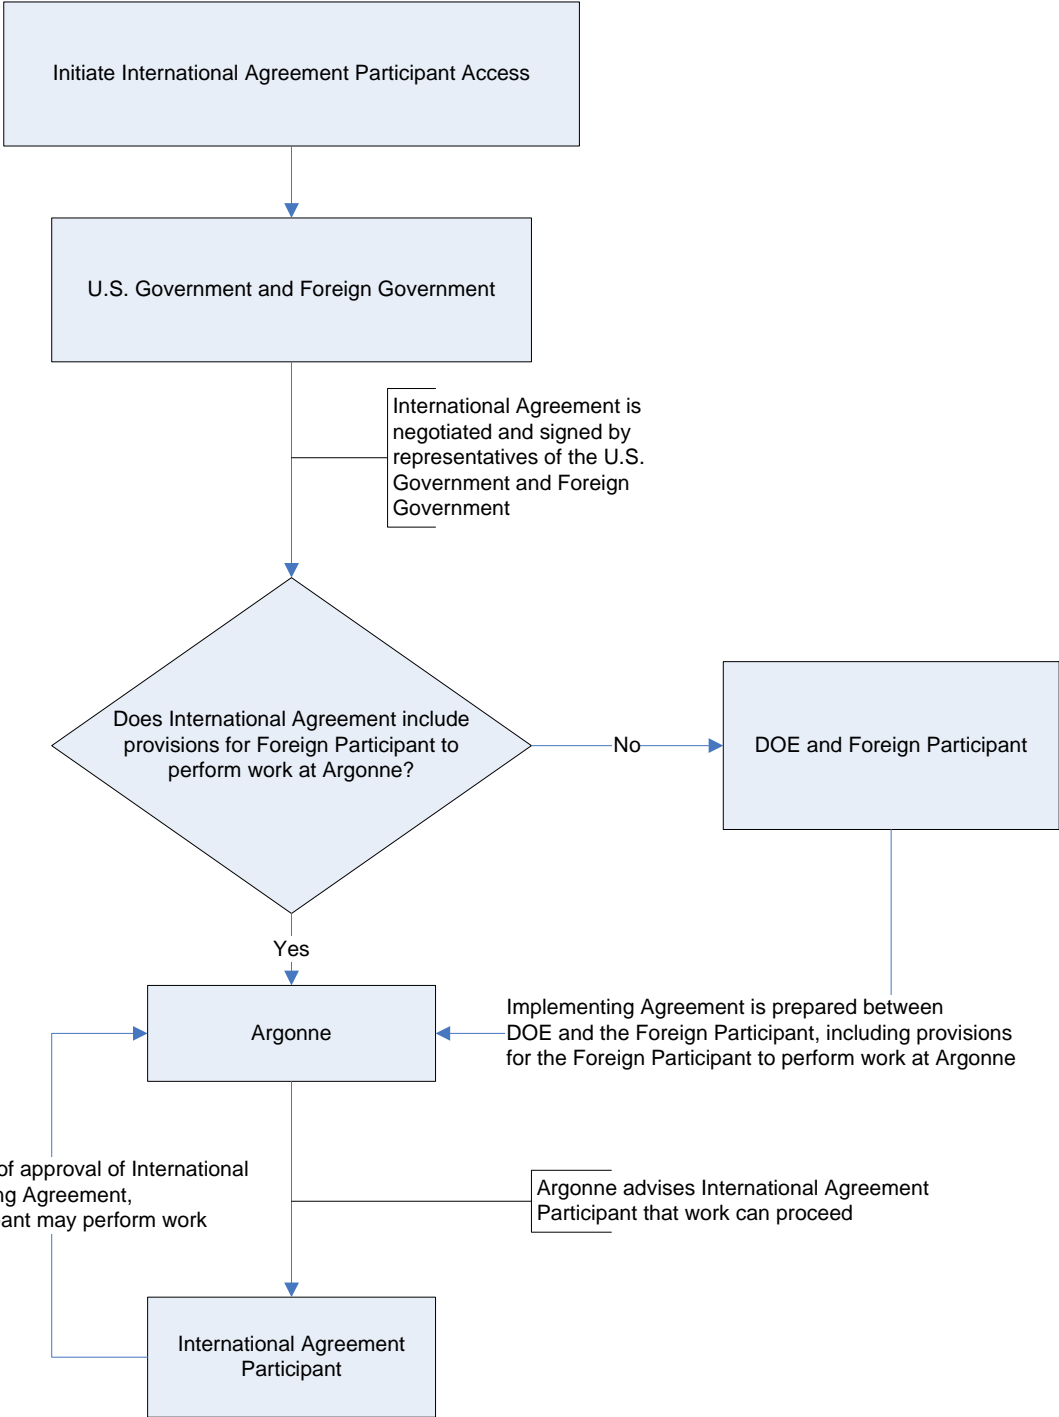 Initiate International Agreement Participant Access
U.S. Government and Foreign Government
International Agreement is
negotiated and signed by
representatives of the U.S.
Government and Foreign
Government
Does International Agreement include
provisions for Foreign Participant to
perform work at Argonne?
No
DOE and Foreign Participant
Yes
Argonne
Implementing Agreement is prepared between
DOE and the Foreign Participant, including provisions
for the Foreign Participant to perform work at Argonne
of approval of International
Agreement,
may perform work
Argonne advises International Agreement
Participant that work can proceed
International Agreement
Participant